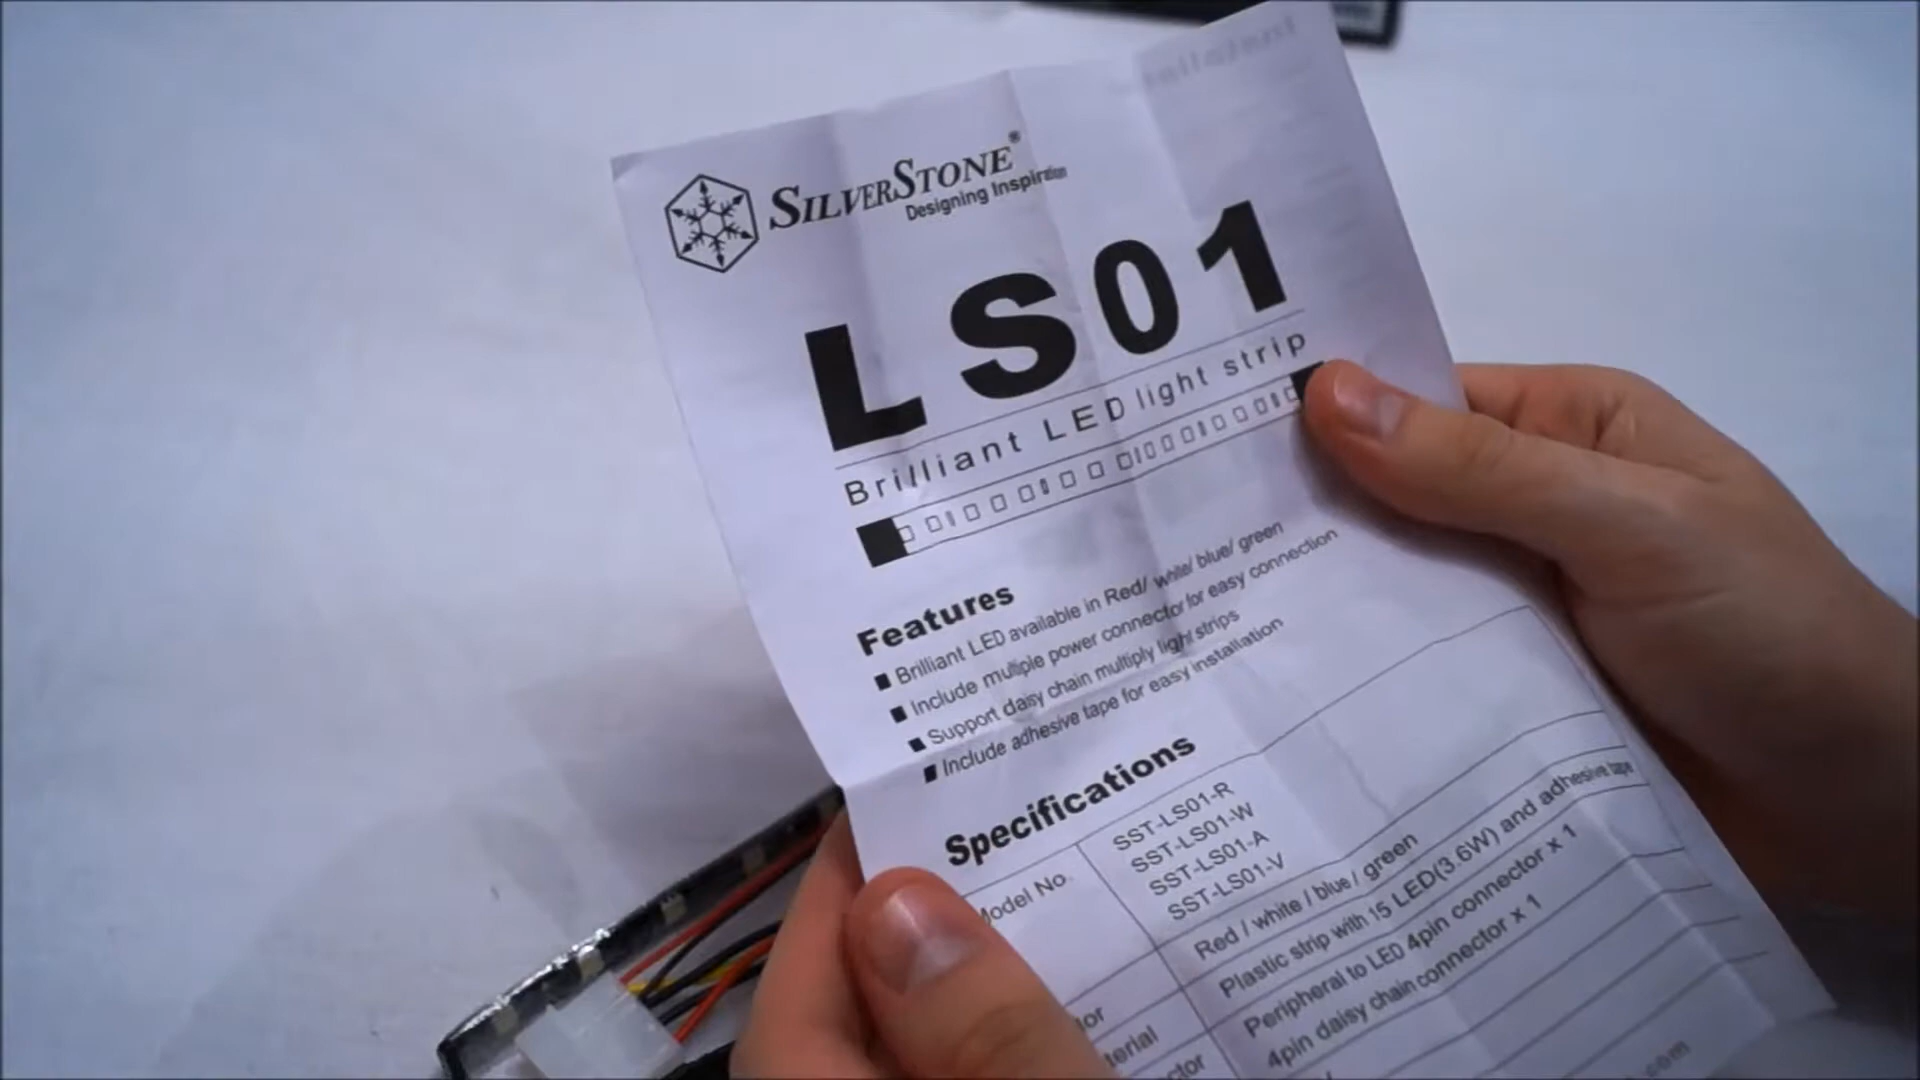 SILVERSTONE®
Designing Inspiration
LS01
Brilliant LED light strip
Features
■ Brilliant LED available in Red/ white/ blue/ green
■ Include multiple power connector for easy connection
■ Support daisy chain multiply light strips
■ Include adhesive tape for easy installation
Specifications
Model No.
SST-LS01-R
SST-LS01-W
SST-LS01-A
SST-LS01-V
Red / white / blue / green
Plastic strip with 15 LED(3.6W) and adhesive tape
Peripheral to LED 4pin connector x 1
4pin daisy chain connector x 1